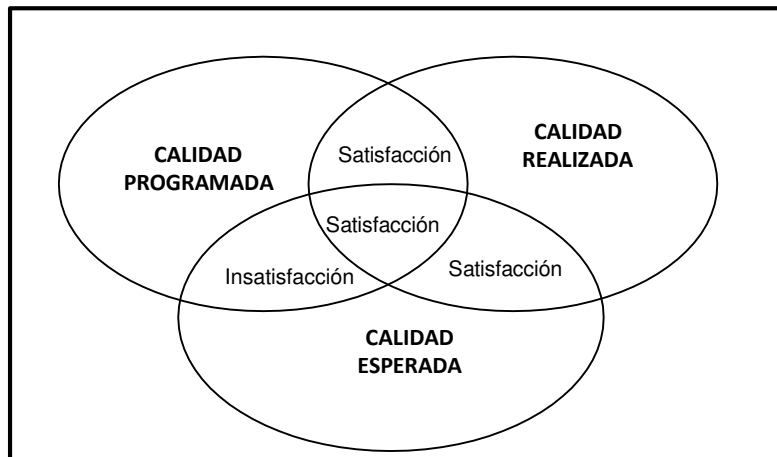 CALIDAD
PROGRAMADA
Satisfacción
CALIDAD
REALIZADA
Satisfacción
Insatisfacción
Satisfacción
CALIDAD
ESPERADA